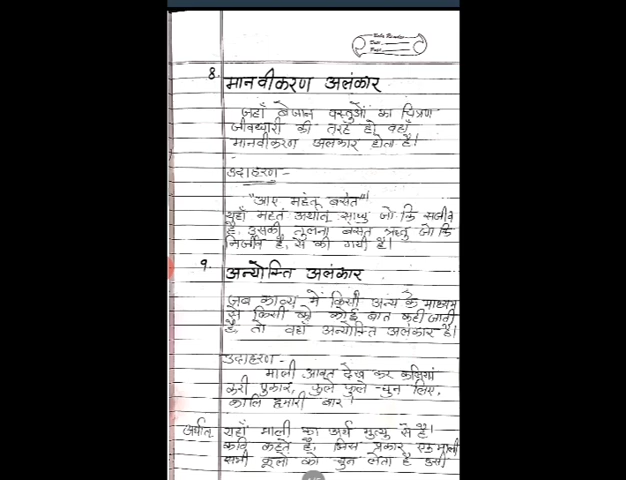 8. मानवीकरण अलंकार
जहाँ बेजान वस्तुओं का चित्रण
जीवधारी की तरह हो वहाँ
मानवीकरण अलंकार होता है।
उदाहरण -
"आए महंत बसंत"
यहाँ महंत अर्थात साधु जो कि सजीव
है, उसकी तुलना बसंत ऋतु जो कि
निर्जीव है, से की गयी है।
9. अन्योक्ति अलंकार
जब काव्य में किसी अन्य के माध्यम
से किसी को कोई बात कही जाती
है, तो वहाँ अन्योक्ति अलंकार है।
उदाहरण -
माली आवत देख कर कलियां
करी पुकार, फुले फुले चुन लिए,
कालि हमारी बार।
अर्थात यहाँ माली का अर्थ मृत्यु से है।
कवि कहते है, जिस प्रकार एक माली
सभी फूलों को चुन लेता है उसी